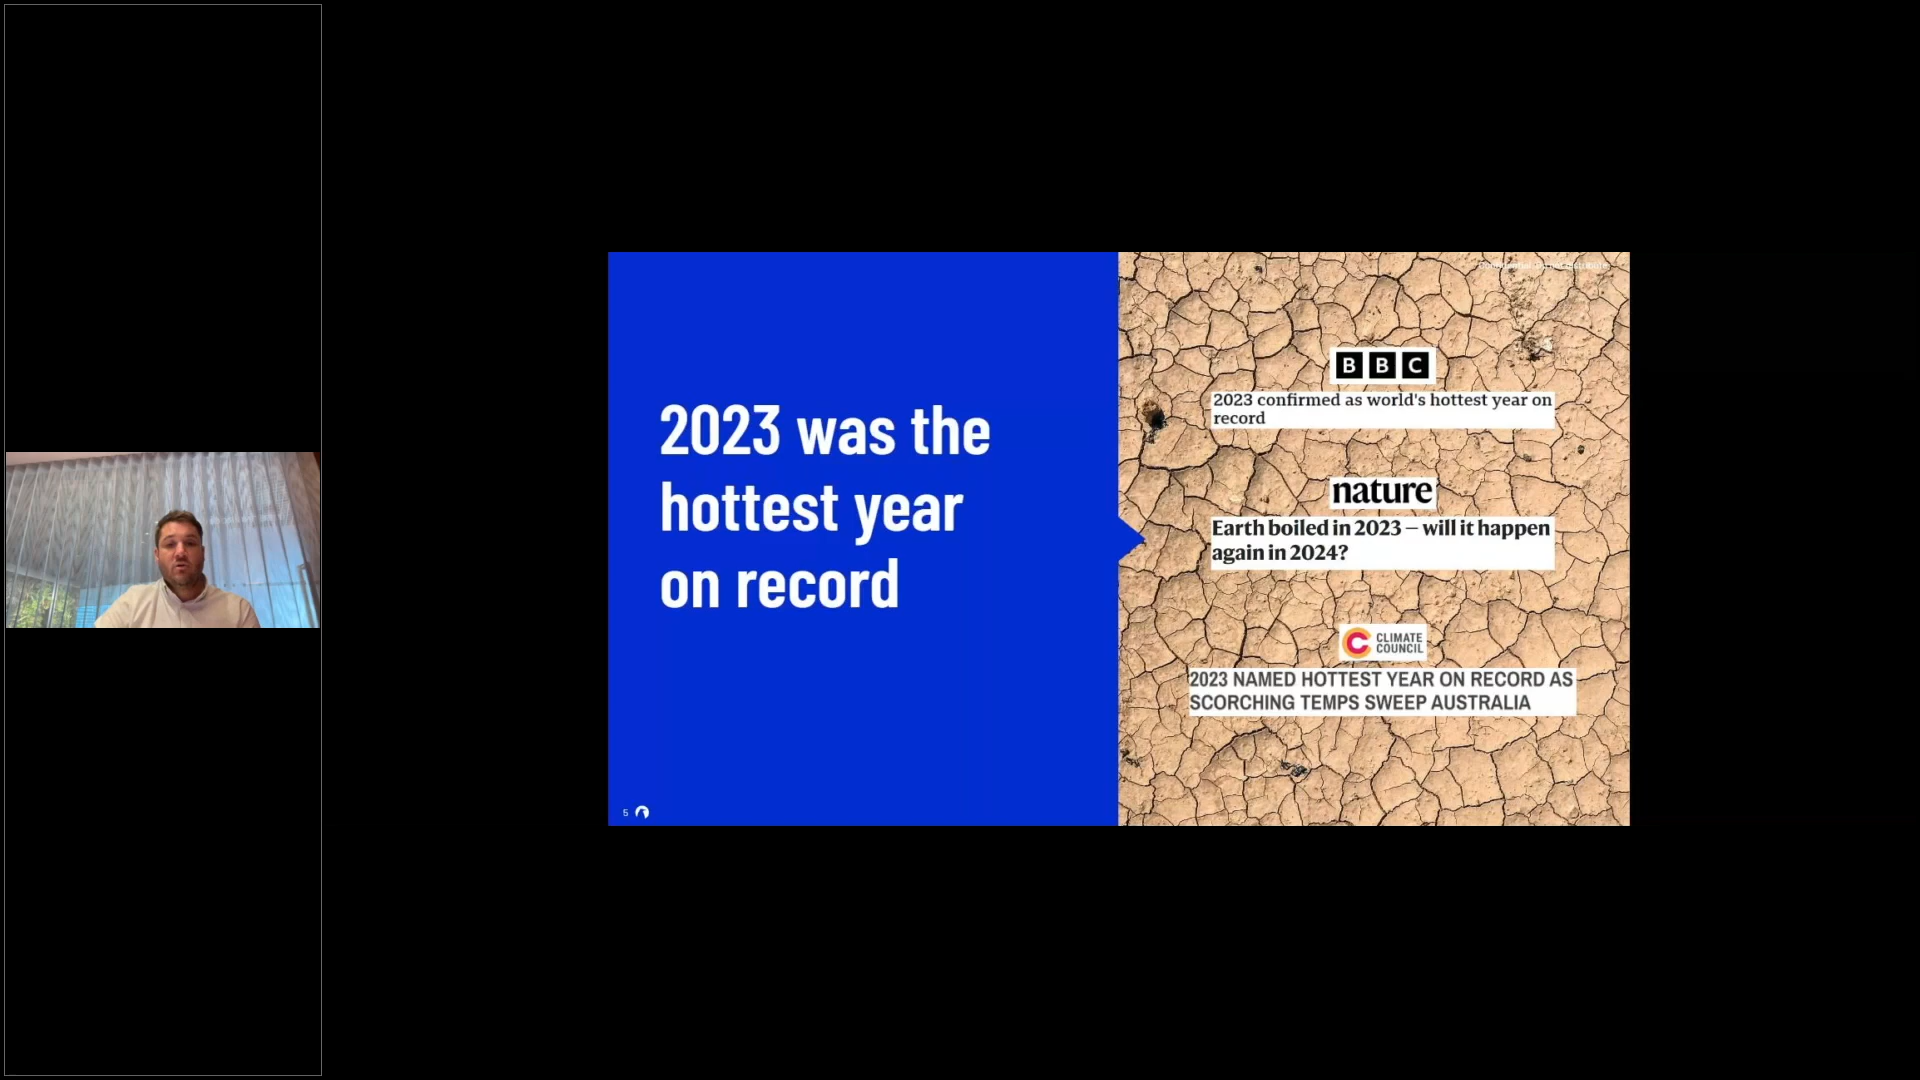 2023 was the
hottest year
on record
5
BBC
2023 confirmed as world's hottest year on
record
nature
Earth boiled in 2023 – will it happen
again in 2024?
CLIMATE
COUNCIL
2023 NAMED HOTTEST YEAR ON RECORD AS
SCORCHING TEMPS SWEEP AUSTRALIA